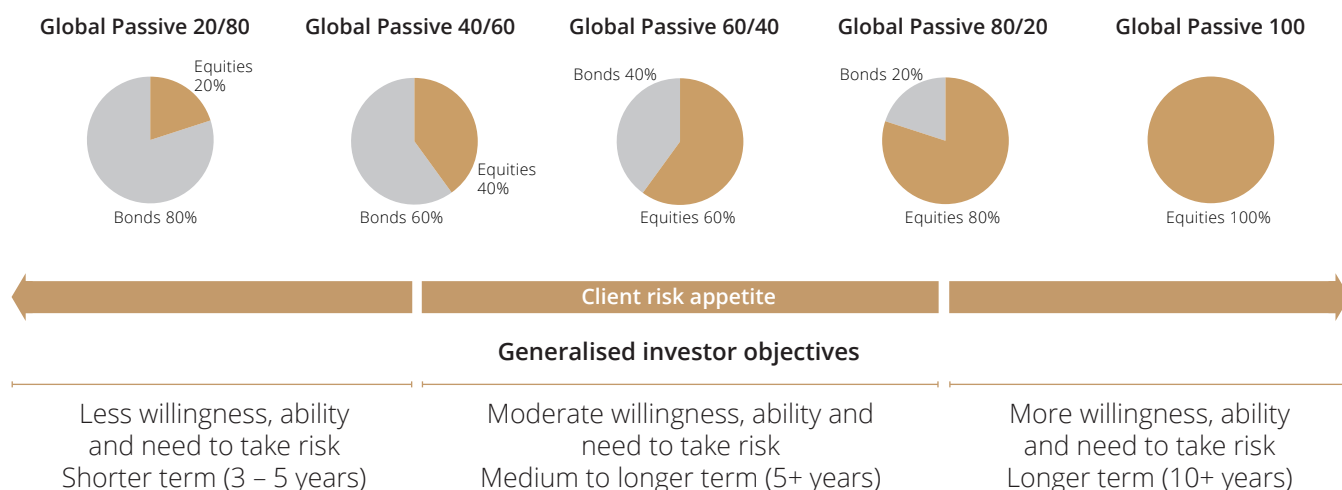 Global Passive 20/80
Global Passive 40/60
Global Passive 60/40
Global Passive 80/20
Global Passive 100
Equities
20%
Bonds 80%
Equities
40%
Bonds 60%
Bonds 40%
Equities 60%
Bonds 20%
Equities 80%
Equities 100%
Client risk appetite
Generalised investor objectives
Less willingness, ability
and need to take risk
Shorter term (3 – 5 years)
Moderate willingness, ability and
need to take risk
Medium to longer term (5+ years)
More willingness, ability
and need to take risk
Longer term (10+ years)